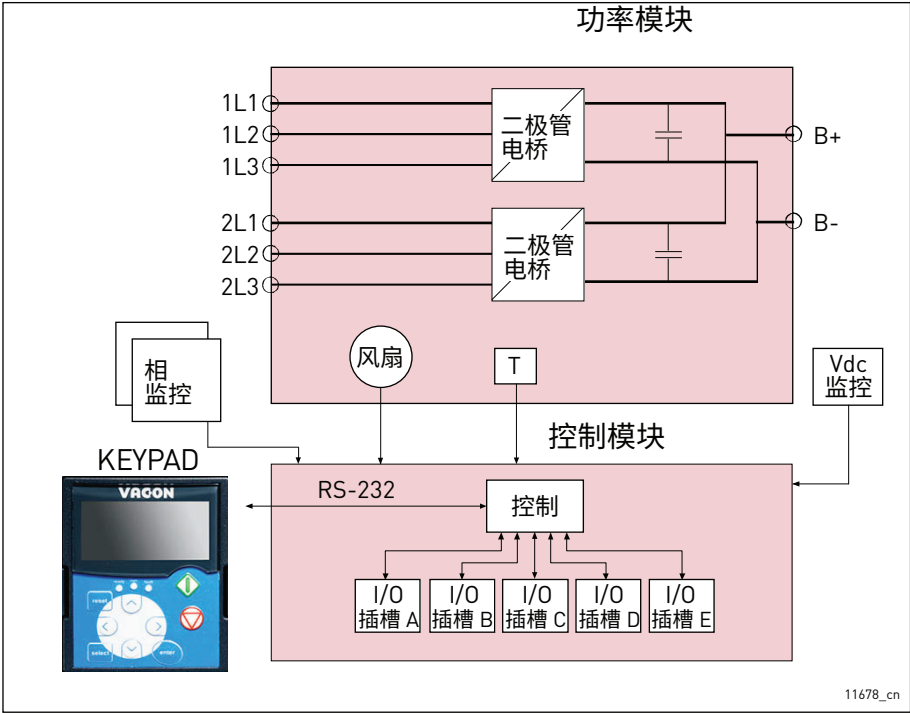 功率模块
1L1
1L2
1L3
二极管
电桥
B+
2L1
2L2
2L3
二极管
电桥
B-
相
监控
风扇
T
Vdc
监控
控制模块
KEYPAD
VACON
RS-232
控制
I/O
插槽 A
I/O
插槽 B
I/O
插槽 C
I/O
插槽 D
I/O
插槽 E
reset
select
enter
11678_cn